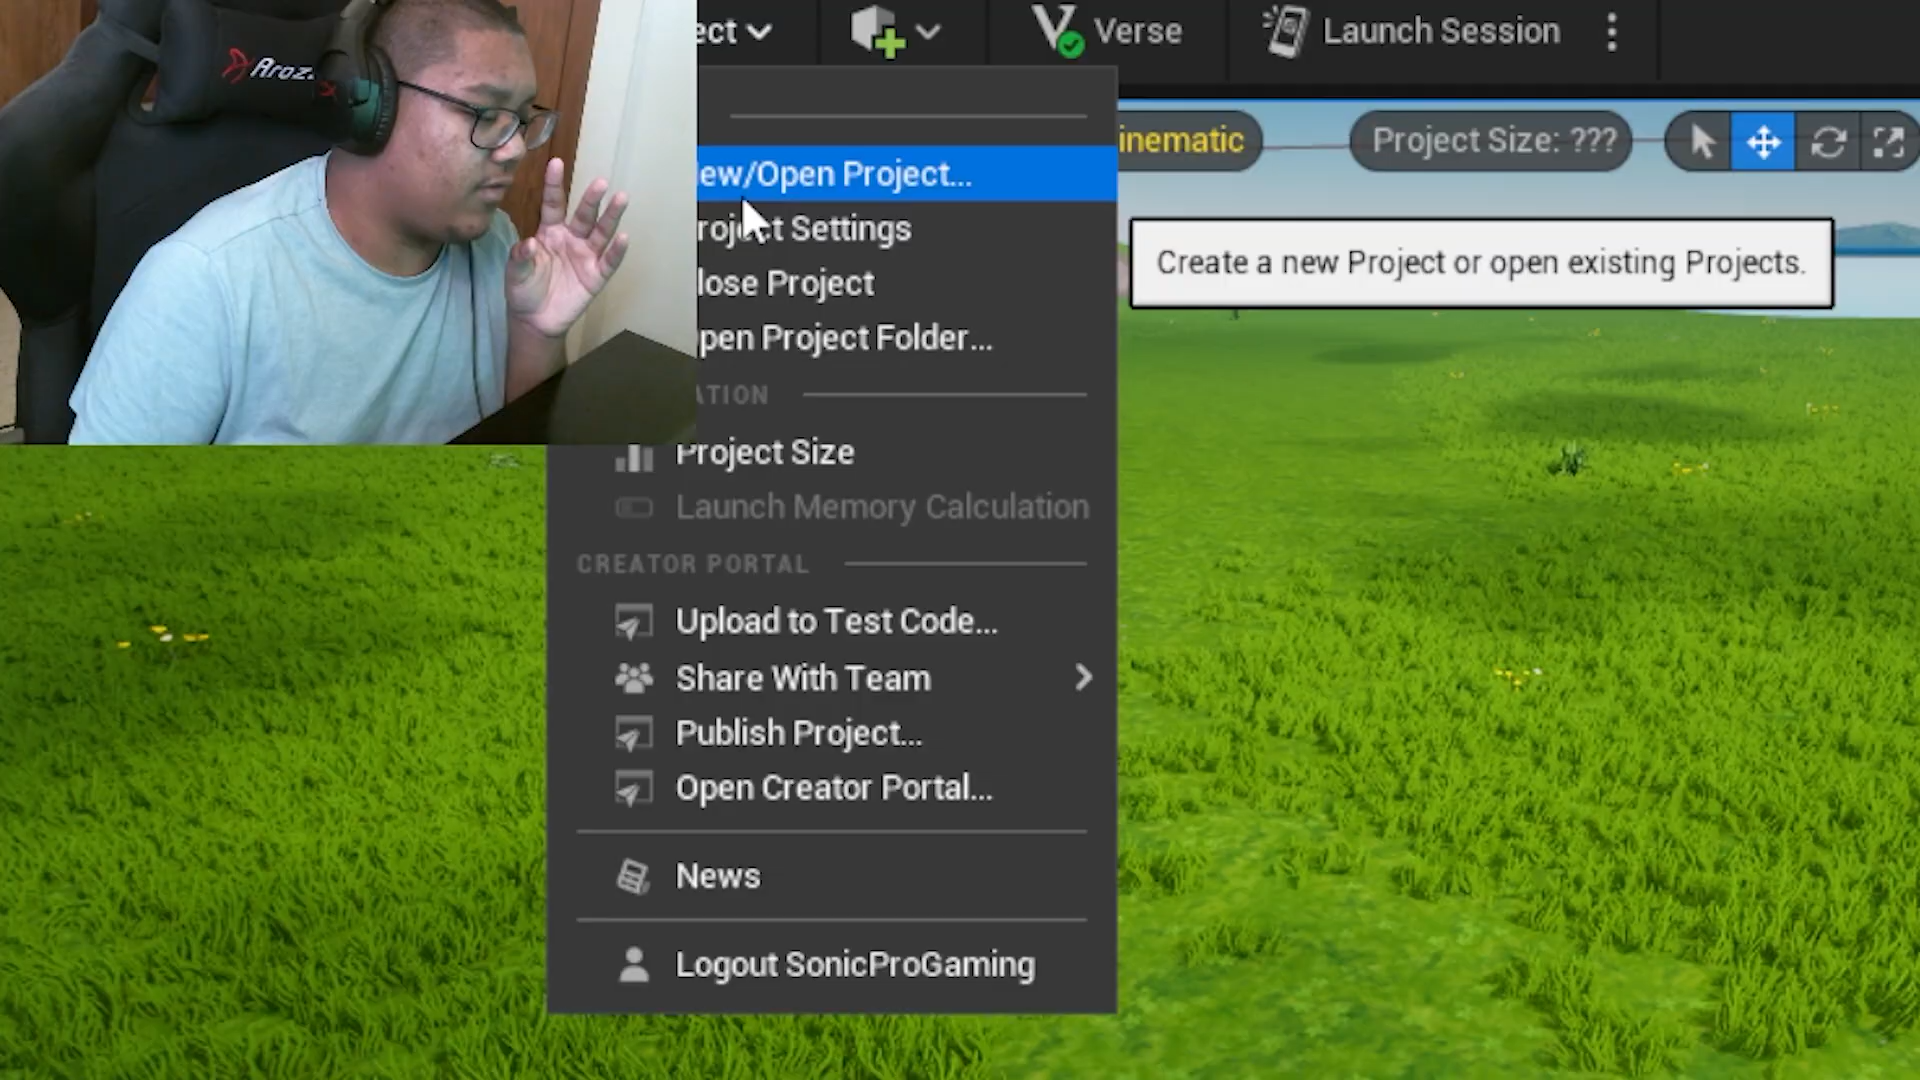 Aroz
ect
Verse
Launch Session
inematic
Project Size: ???
ew/Open Project...
Create a new Project or open existing Projects.
roject Settings
lose Project
pen Project Folder...
ATION
Project Size
Launch Memory Calculation
CREATOR PORTAL
Upload to Test Code...
Share With Team
Publish Project...
Open Creator Portal...
News
Logout SonicProGaming